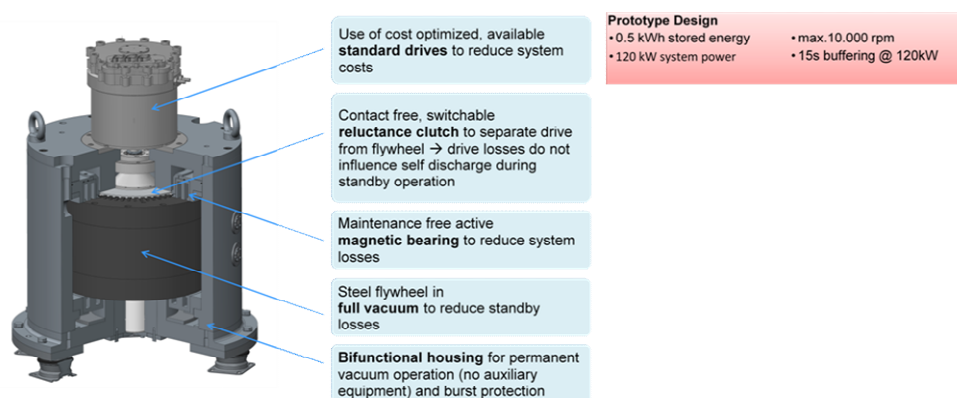 Use of cost optimized, available
standard drives to reduce system
costs
Contact free, switchable
reluctance clutch to separate drive
from flywheel → drive losses do not
influence self discharge during
standby operation
Maintenance free active
magnetic bearing to reduce system
losses
Steel flywheel in
full vacuum to reduce standby
losses
Bifunctional housing for permanent
vacuum operation (no auxiliary
equipment) and burst protection
Prototype Design
• 0.5 kWh stored energy
• 120 kW system power
• max.10.000 rpm
• 15s buffering @ 120kW